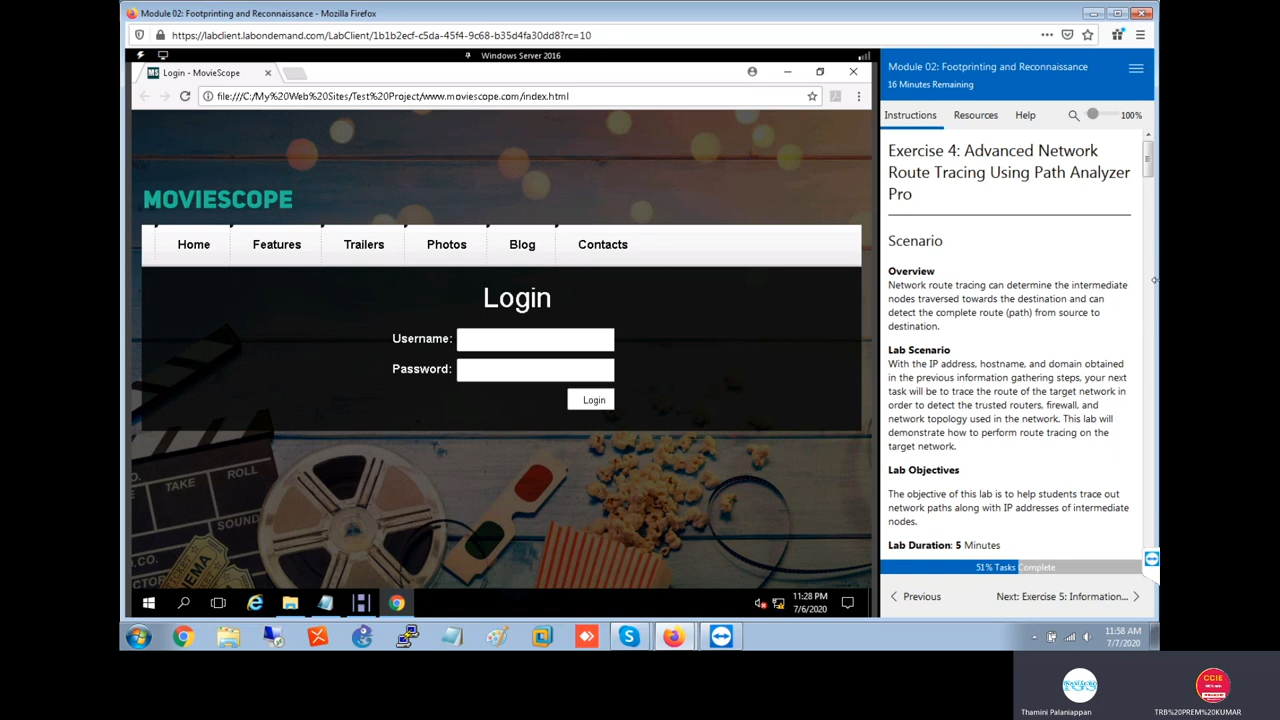 Module 02: Footprinting and Reconnaissance - Mozilla Firefox
https://labclient.labondemand.com/LabClient/1b1b2ecf-c5da-45f4-9c68-b35d4fa30dd8?rc=10
Windows Server 2016
Login - MovieScope
file:///C:/My%20Web%20Sites/Test%20Project/www.moviescope.com/index.html
MOVIESCOPE
Home
Features
Trailers
Photos
Blog
Contacts
Login
Username:
Password:
Login
TAKE
ROLL
SOUND
11:28 PM
7/6/2020
Module 02: Footprinting and Reconnaissance
16 Minutes Remaining
Instructions
Resources
Help
100%
Exercise 4: Advanced Network
Route Tracing Using Path Analyzer
Pro
Scenario
Overview
Network route tracing can determine the intermediate
nodes traversed towards the destination and can
detect the complete route (path) from source to
destination.
Lab Scenario
With the IP address, hostname, and domain obtained
in the previous information gathering steps, your next
task will be to trace the route of the target network in
order to detect the trusted routers, firewall, and
network topology used in the network. This lab will
demonstrate how to perform route tracing on the
target network.
Lab Objectives
The objective of this lab is to help students trace out
network paths along with IP addresses of intermediate
nodes.
Lab Duration: 5 Minutes
51% Tasks Complete
Previous
Next: Exercise 5: Information...
11:58 AM
7/7/2020
CCIE
Thamini Palaniappan
TRB%20PREM%20KUMAR